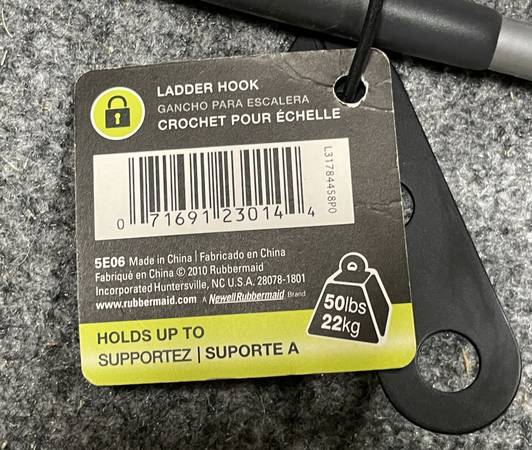 LADDER HOOK
GANCHO PARA ESCALERA
CROCHET POUR ÉCHELLE
L31784458P0
0 71691 23014 4
5E06 Made in China | Fabricado en China
Fabriqué en China © 2010 Rubbermaid
Incorporated Huntersville, NC U.S.A. 28078-1801
www.rubbermaid.com A NewellRubbermaid Brand
50lbs
22kg
HOLDS UP TO
SUPPORTEZ | SUPORTE A